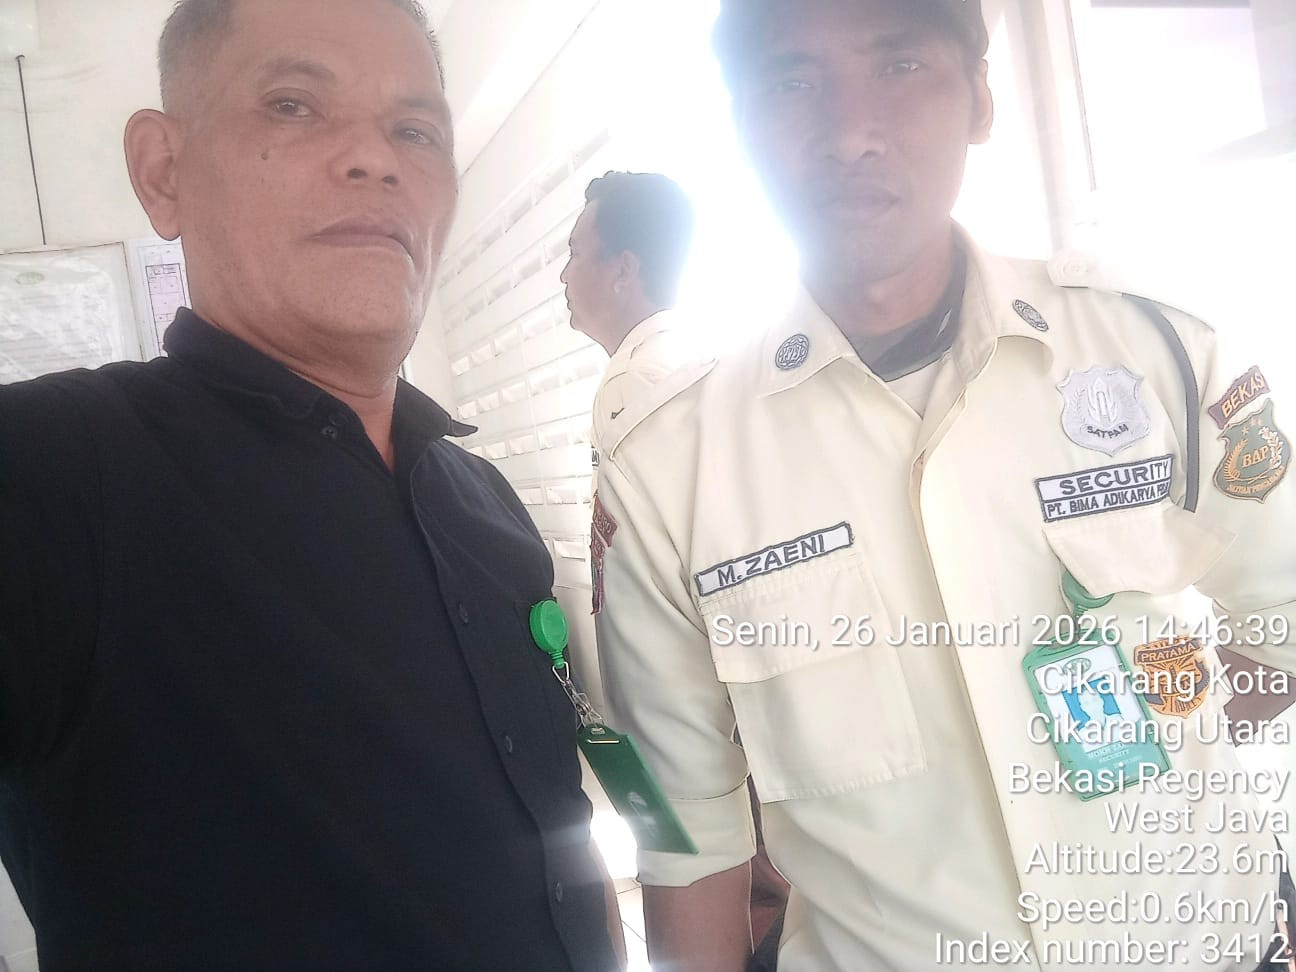 SATPAM
BEKASI
BAP
SECURITY
PT. BIMA ADIKARYA
M. ZAENI
PRATAMA
SECURITY
Senin, 26 Januari 2026 14:46:39
Cikarang Kota
Cikarang Utara
Bekasi Regency
West Java
Altitude:23.6m
Speed:0.6km/h
Index number: 3412